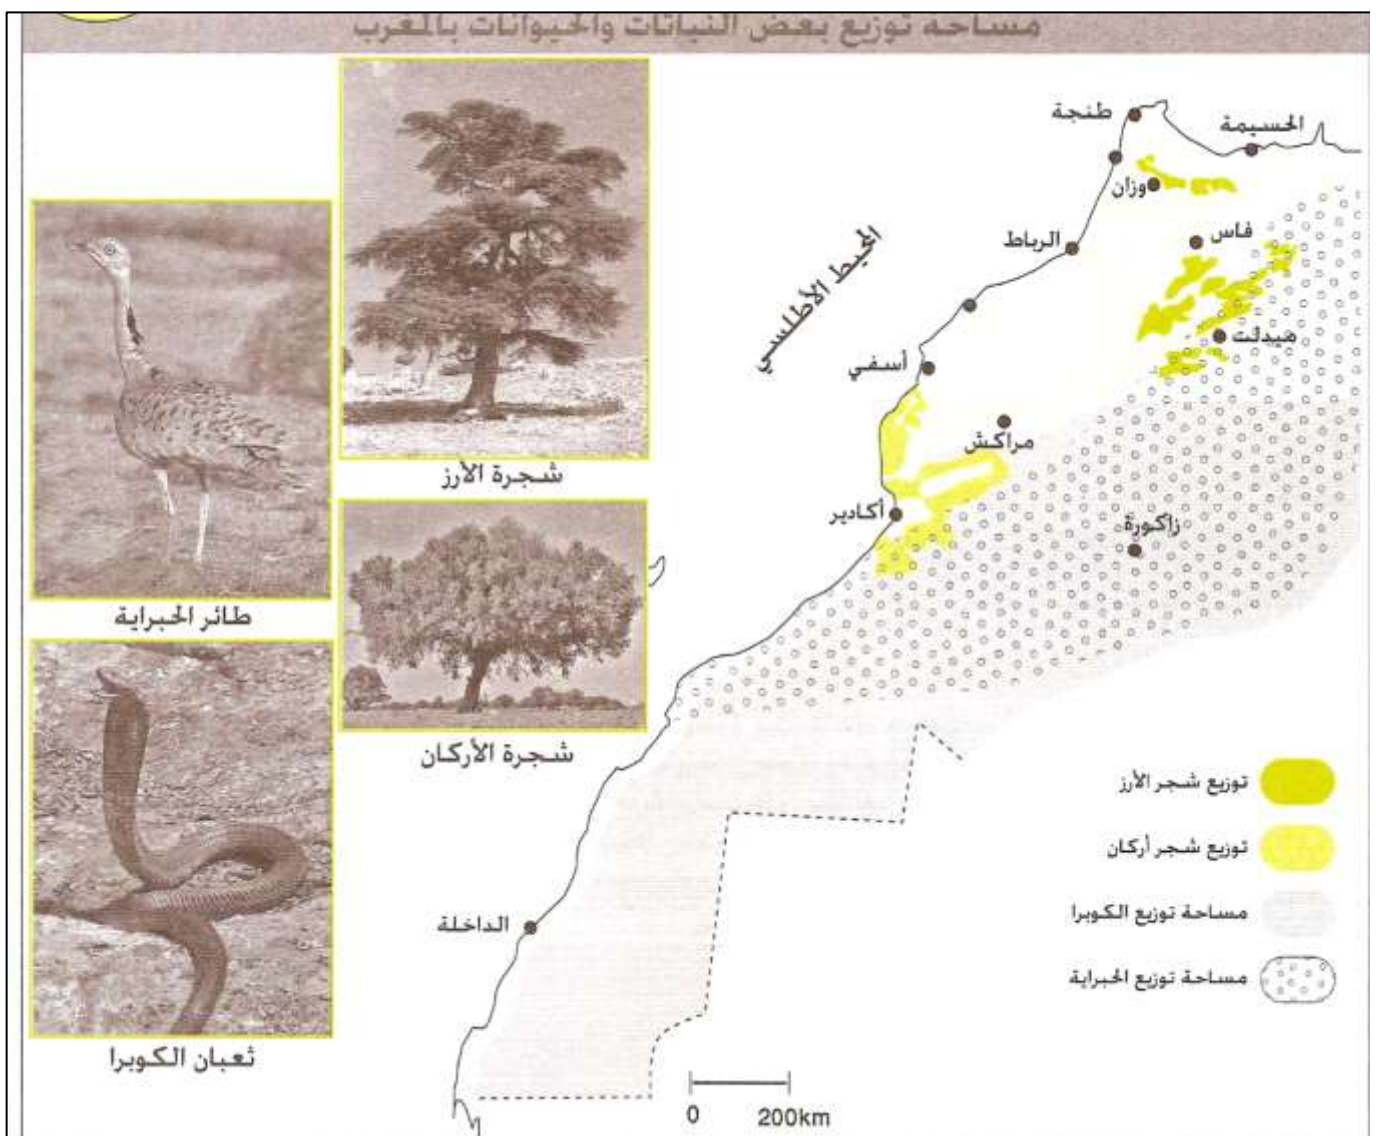 مساحة توزيع بعض النباتات والحيوانات بالمغرب
طنجة
الحسيمة
وزان
فاس
الرباط
المحيط الأطلسي
ميدلت
أسفي
مراكش
أكادير
زاكورة
الداخلة
شجرة الأرز
طائر الحبراية
شجرة الأركان
ثعبان الكوبرا
توزيع شجر الأرز
توزيع شجر أركان
مساحة توزيع الكوبرا
مساحة توزيع الحبراية
0 200km